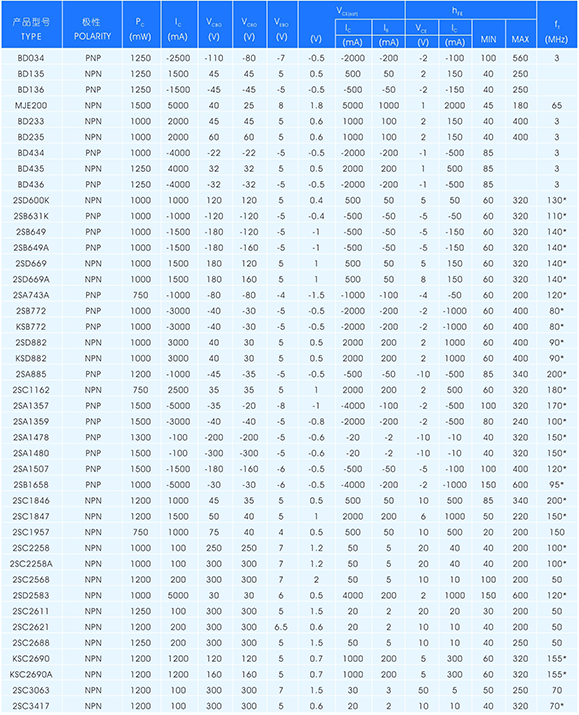 产品型号 极性 PC IC VCBO VCEO VEBO VCE(sat) hFE fT
TYPE POLARITY (mW) (mA) (V) (V) (V) (V) IC (mA) IB (mA) VCE (V) IC (mA) MIN MAX (MHz)
BD034 PNP 1250 -2500 -110 -80 -7 -0.5 -2000 -200 -2 -100 100 560 3
BD135 NPN 1250 1500 45 45 5 0.5 500 50 2 150 40 250
BD136 PNP 1250 -1500 -45 -45 -5 -0.5 -500 -50 -2 -150 40 250
MJE200 NPN 1500 5000 40 25 8 1.8 5000 1000 1 2000 45 180 65
BD233 NPN 1000 2000 45 45 5 0.6 1000 100 2 150 40 400 3
BD235 NPN 1000 2000 60 60 5 0.6 1000 100 2 150 40 400 3
BD434 PNP 1000 -4000 -22 -22 -5 -0.5 -2000 -200 -1 -500 85 3
BD435 NPN 1250 4000 32 32 5 0.5 2000 200 1 500 85 3
BD436 PNP 1250 -4000 -32 -32 -5 -0.5 -2000 -200 -1 -500 85 3
2SD600K NPN 1000 1000 120 120 5 0.4 500 50 5 50 60 320 130*
2SB631K PNP 1000 -1000 -120 -120 -5 -0.4 -500 -50 -5 -50 60 320 110*
2SB649 PNP 1000 -1500 -180 -120 -5 -1 -500 -50 -5 -150 60 320 140*
2SB649A PNP 1000 -1500 -180 -160 -5 -1 -500 -50 -5 -150 60 320 140*
2SD669 NPN 1000 1500 180 120 5 1 500 50 5 150 60 320 140*
2SD669A NPN 1000 1500 180 160 5 1 500 50 8 150 60 320 140*
2SA743A PNP 750 -1000 -80 -80 -4 -1.5 -1000 -100 -4 -50 60 200 120*
2SB772 PNP 1000 -3000 -40 -30 -5 -0.5 -2000 -200 -2 -1000 60 400 80*
KSB772 PNP 1000 -3000 -40 -30 -5 -0.5 -2000 -200 -2 -1000 60 400 80*
2SD882 NPN 1000 3000 40 30 5 0.5 2000 200 2 1000 60 400 90*
KSD882 NPN 1000 3000 40 30 5 0.5 2000 200 2 1000 60 400 90*
2SA885 PNP 1200 -1000 -45 -35 -5 -0.5 -500 -50 -10 -500 85 340 200*
2SC1162 NPN 750 2500 35 35 5 1 2000 200 2 500 60 320 180*
2SA1357 PNP 1500 -5000 -35 -20 -8 -1 -4000 -100 -2 -500 100 320 170*
2SA1359 PNP 1500 -3000 -40 -40 -5 -0.8 -2000 -200 -2 -500 80 240 100*
2SA1478 PNP 1300 -100 -200 -200 -5 -0.6 -20 -2 -10 -10 40 320 150*
2SA1480 PNP 1500 -100 -300 -300 -5 -0.6 -20 -2 -10 -10 40 320 150*
2SA1507 PNP 1500 -1500 -180 -160 -6 -0.5 -500 -50 -5 -100 100 400 120*
2SB1658 PNP 1000 -5000 -30 -30 -6 -0.5 -4000 -200 -2 -1000 150 600 95*
2SC1846 NPN 1200 1000 45 35 5 0.5 500 50 10 500 85 340 200*
2SC1847 NPN 1200 1500 50 40 5 1 2000 200 6 1000 50 220 150*
2SC1957 NPN 750 1000 75 40 4 0.5 500 50 10 500 20 200 150
2SC2258 NPN 1000 100 250 250 7 1.2 50 5 20 40 40 200 100*
2SC2258A NPN 1000 100 300 300 7 1.2 50 5 20 40 40 200 100*
2SC2568 NPN 1200 200 300 300 7 2 50 5 10 10 100 200 50
2SD2583 NPN 1000 5000 30 30 6 0.5 4000 200 2 1000 150 600 120*
2SC2611 NPN 1250 100 300 300 5 1.5 20 2 20 20 30 200 50
2SC2621 NPN 1200 200 300 300 6.5 0.6 20 2 10 10 40 200 50
2SC2688 NPN 1250 200 300 300 5 1.5 50 5 10 10 40 250 50
KSC2690 NPN 1200 1200 120 120 5 0.7 1000 200 5 300 60 320 155*
KSC2690A NPN 1200 1200 160 160 5 0.7 1000 200 5 300 60 320 155*
2SC3063 NPN 1200 100 300 300 7 1.5 30 3 50 5 50 250 70
2SC3417 NPN 1200 100 300 300 5 0.6 20 2 10 10 40 320 70*